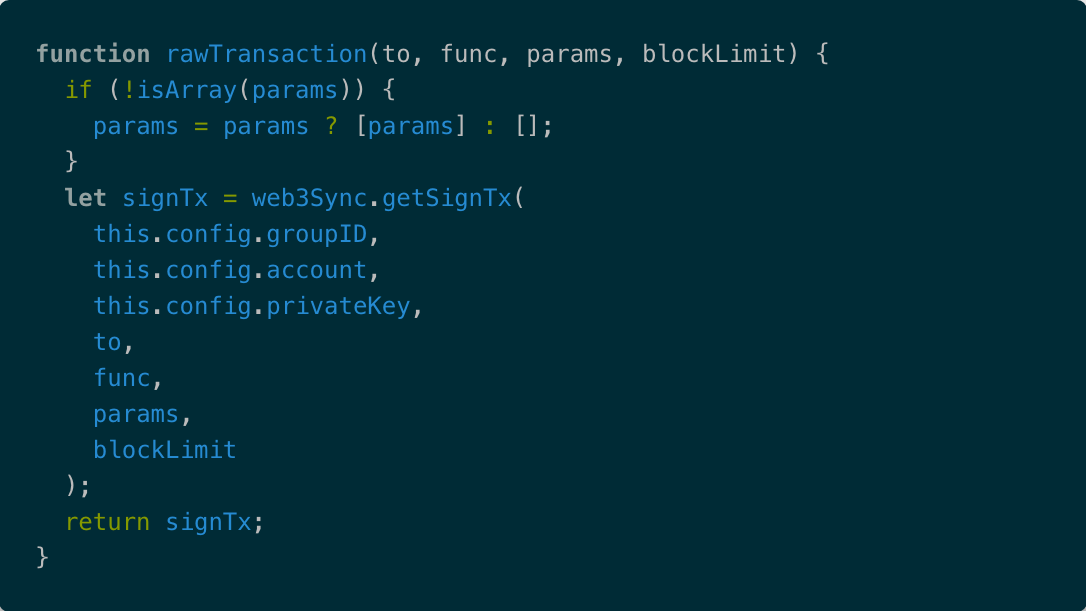 function rawTransaction(to, func, params, blockLimit) {
  if (!isArray(params)) {
    params = params ? [params] : [];
  }
  let signTx = web3Sync.getSignTx(
    this.config.groupID,
    this.config.account,
    this.config.privateKey,
    to,
    func,
    params,
    blockLimit
  );
  return signTx;
}